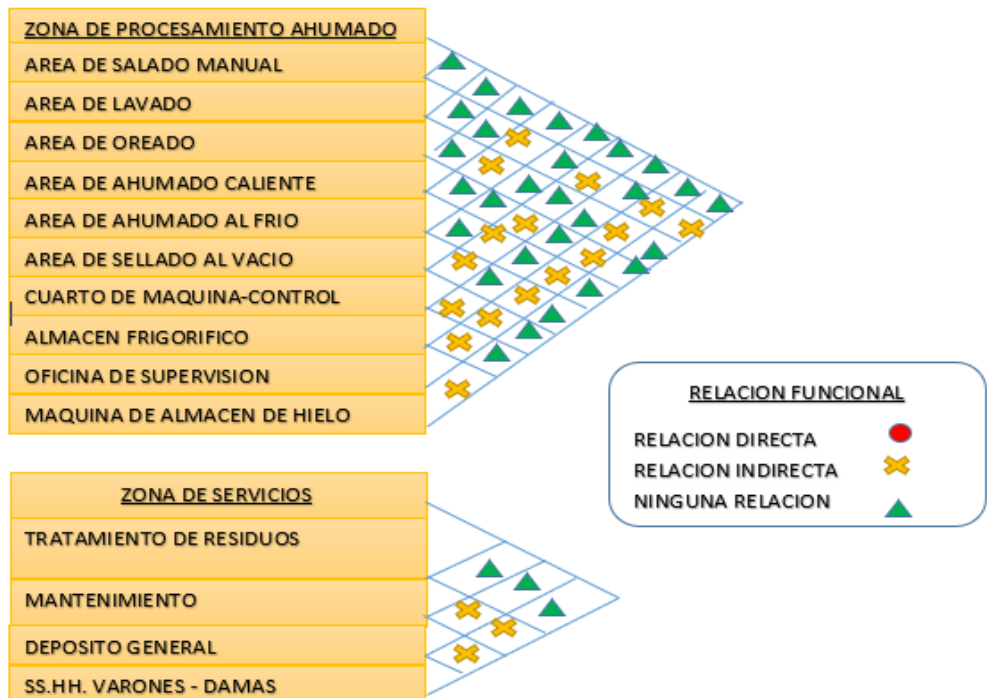 ZONA DE PROCESAMIENTO AHUMADO
AREA DE SALADO MANUAL
AREA DE LAVADO
AREA DE OREADO
AREA DE AHUMADO CALIENTE
AREA DE AHUMADO AL FRIO
AREA DE SELLADO AL VACIO
CUARTO DE MAQUINA-CONTROL
ALMACEN FRIGORIFICO
OFICINA DE SUPERVISION
MAQUINA DE ALMACEN DE HIELO
RELACION FUNCIONAL
RELACION DIRECTA
RELACION INDIRECTA
NINGUNA RELACION
ZONA DE SERVICIOS
TRATAMIENTO DE RESIDUOS
MANTENIMIENTO
DEPOSITO GENERAL
SS.HH. VARONES - DAMAS